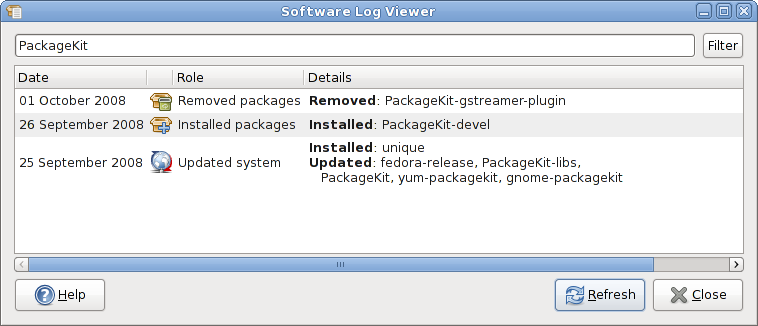 Software Log Viewer
PackageKit
Filter
Date Role Details
01 October 2008 Removed packages Removed: PackageKit-gstreamer-plugin
26 September 2008 Installed packages Installed: PackageKit-devel
Installed: unique
25 September 2008 Updated system Updated: fedora-release, PackageKit-libs,
PackageKit, yum-packagekit, gnome-packagekit
Help Refresh Close